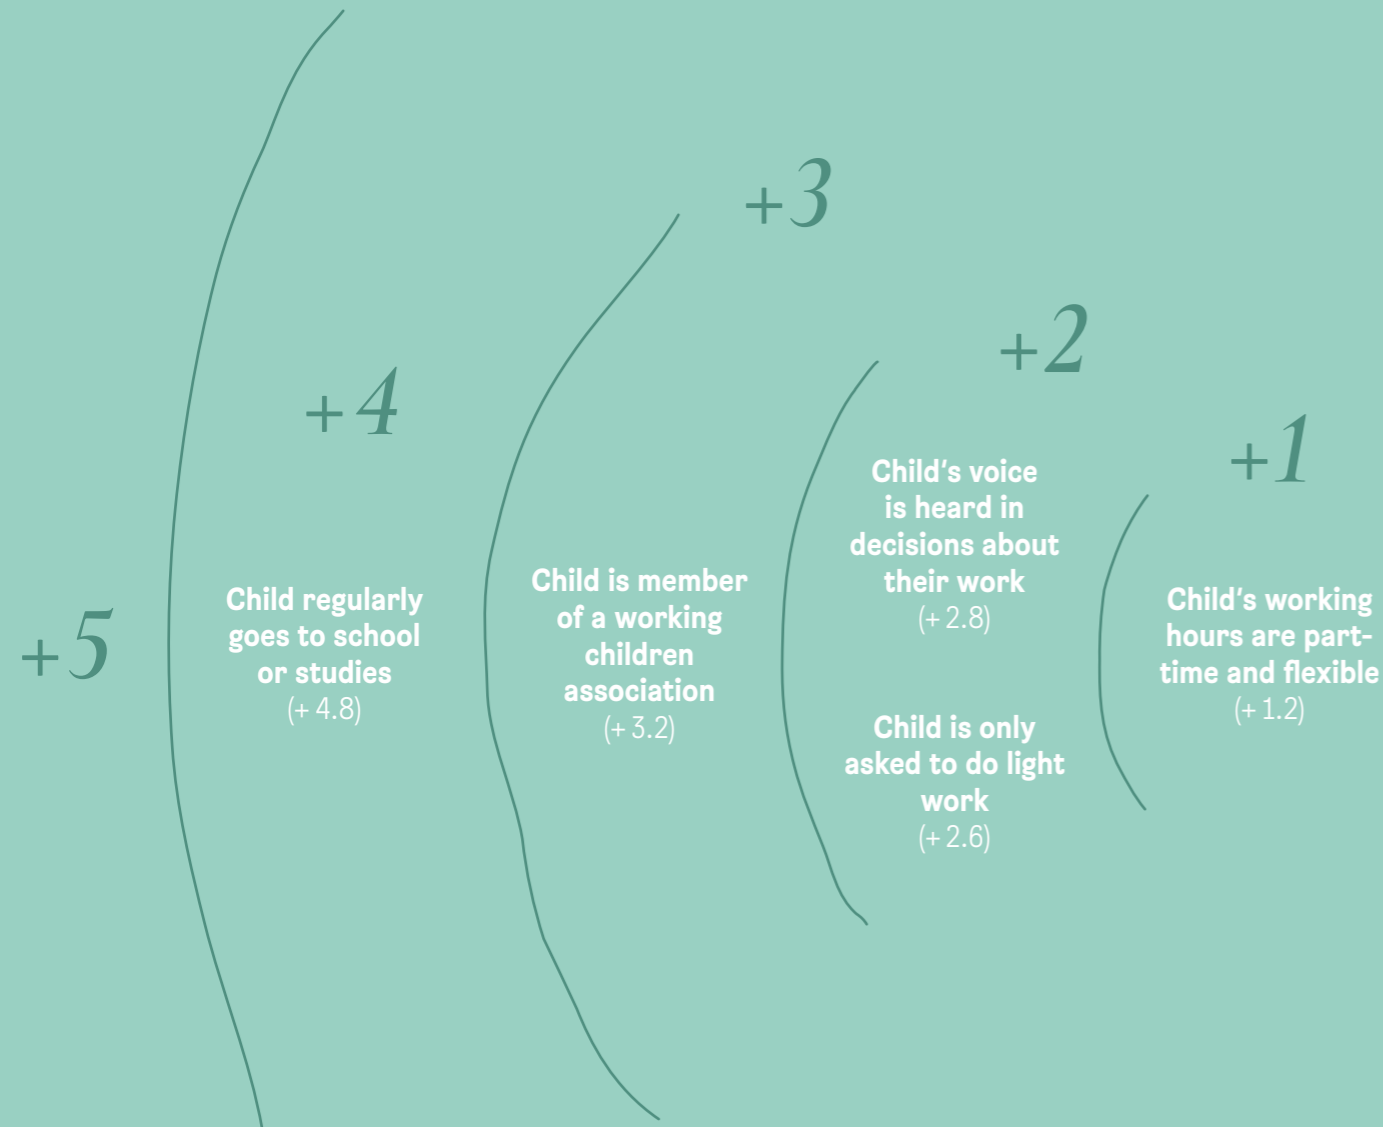 +5
+4
Child regularly
goes to school
or studies
(+ 4.8)
+3
Child is member
of a working
children
association
(+ 3.2)
+2
Child's voice
is heard in
decisions about
their work
(+ 2.8)
Child is only
asked to do light
work
(+ 2.6)
+1
Child's working
hours are part-
time and flexible
(+ 1.2)